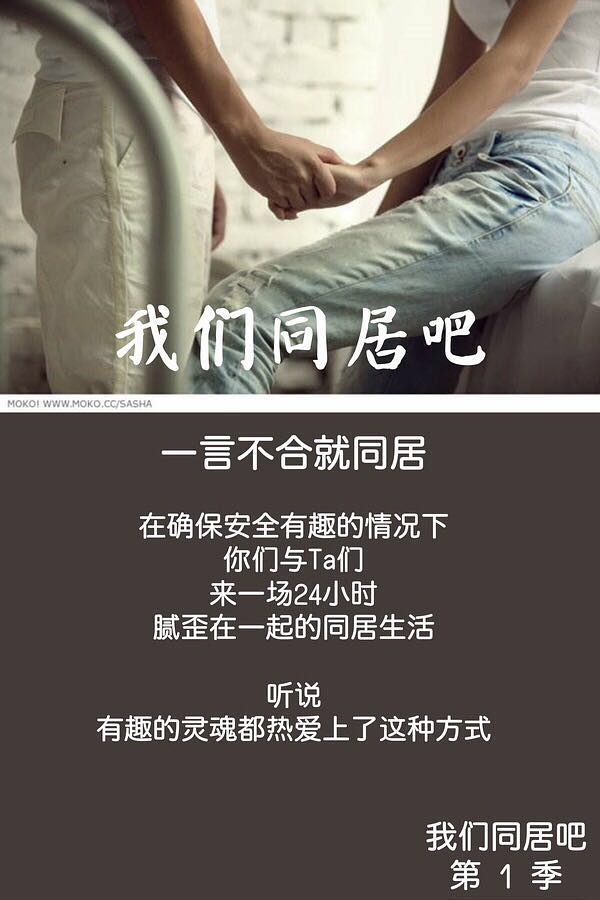 我们同居吧
MOKO! WWW.MOKO.CC/SASHA
一言不合就同居
在确保安全有趣的情况下
你们与Ta们
来一场24小时
腻歪在一起的同居生活
听说
有趣的灵魂都热爱上了这种方式
我们同居吧
第 1 季